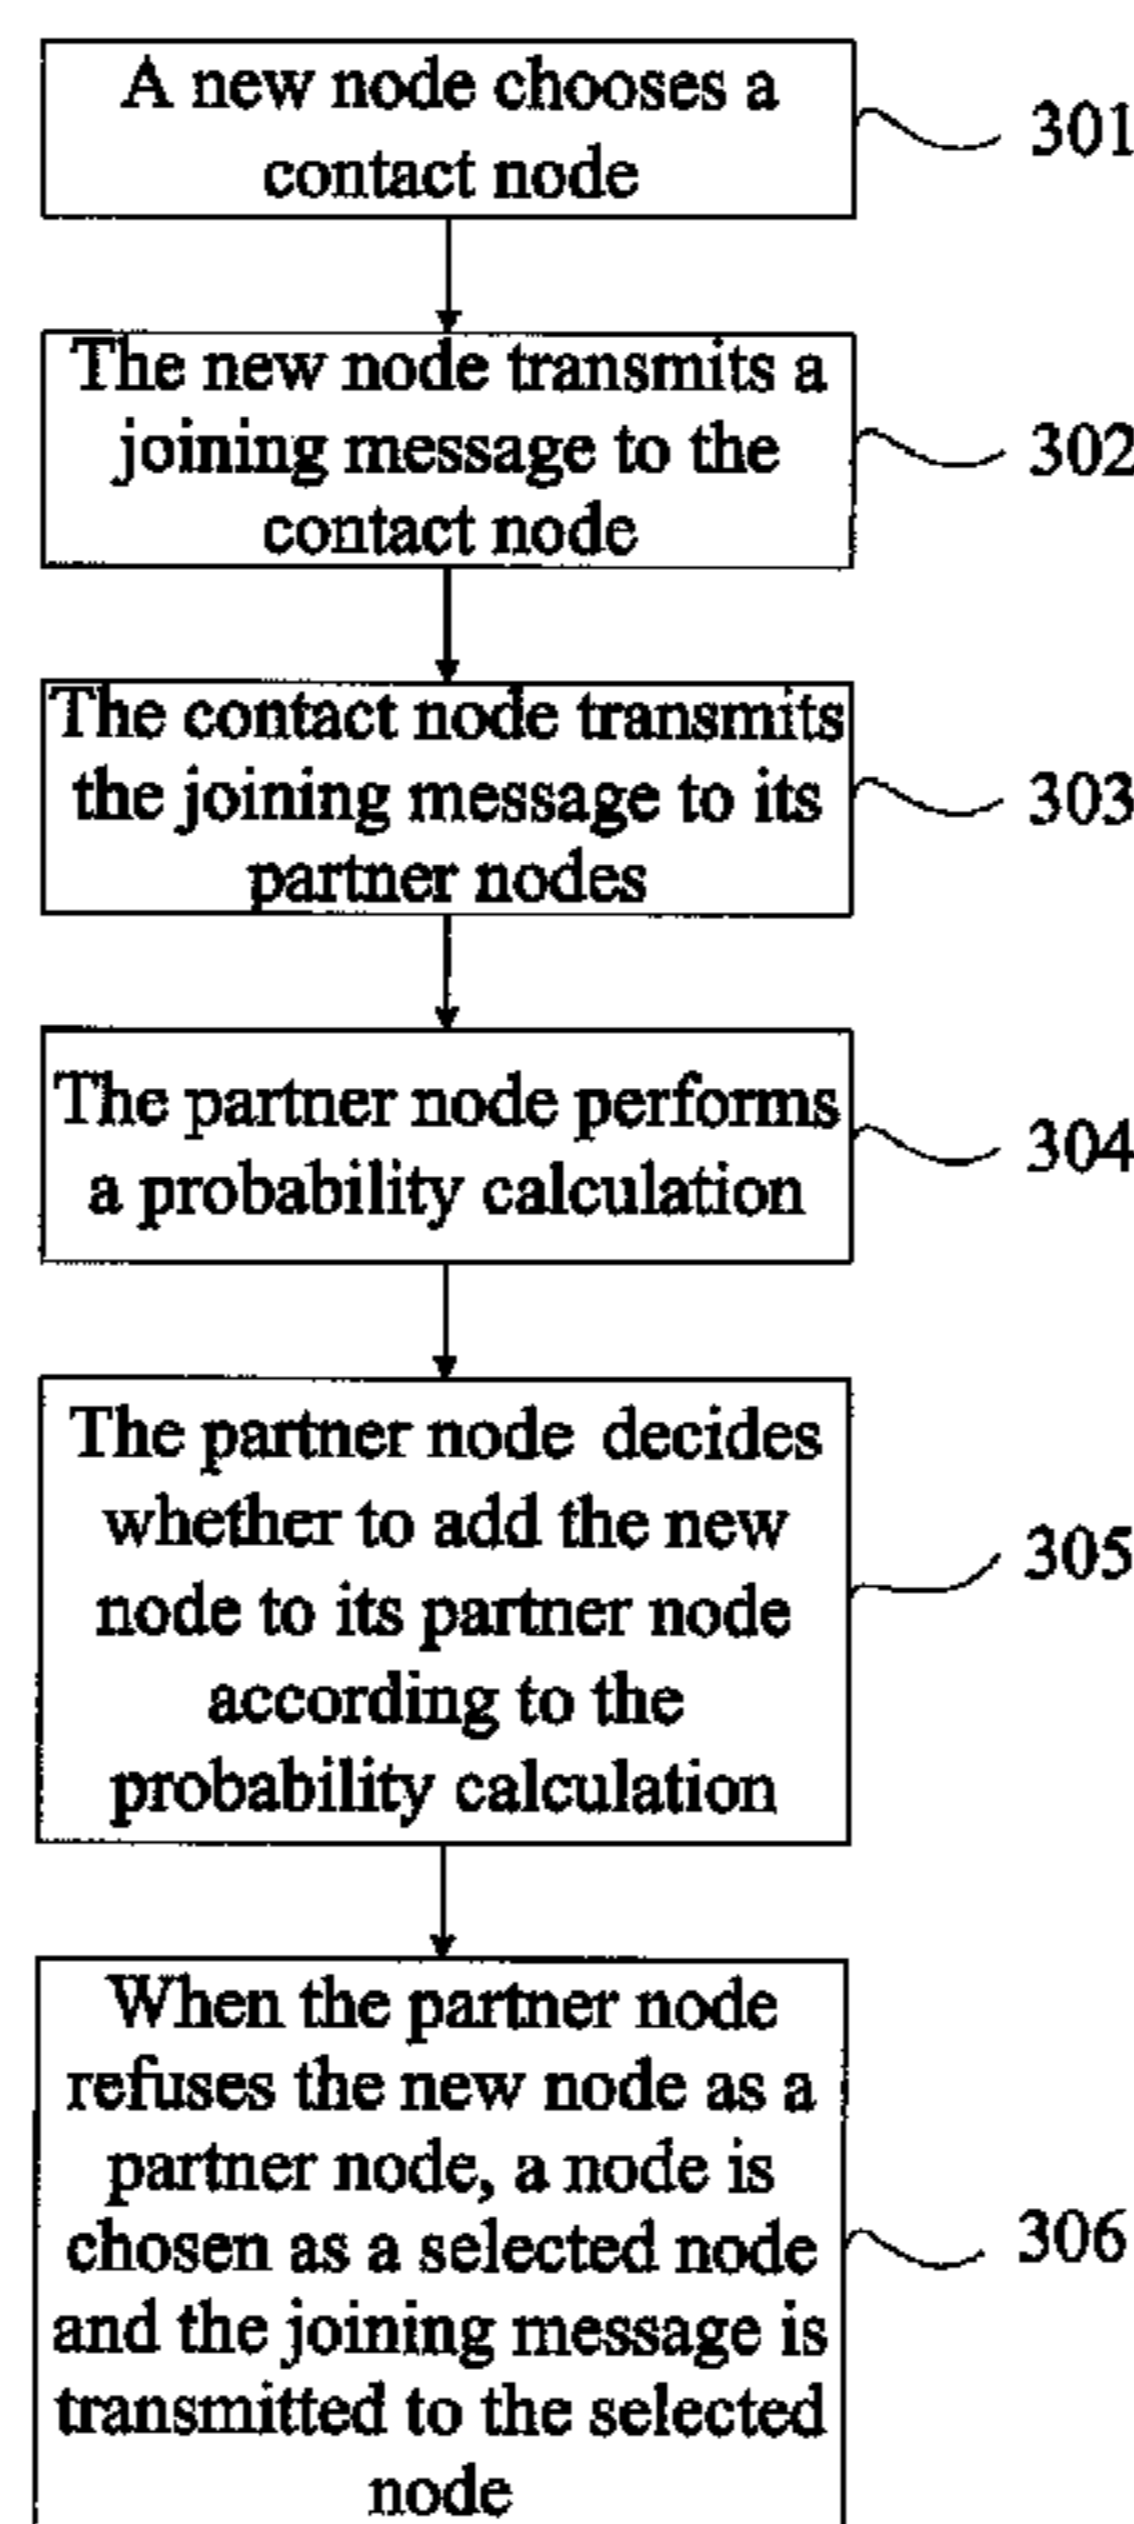 A new node chooses a
contact node
301
The new node transmits a
joining message to the
contact node
302
The contact node transmits
the joining message to its
partner nodes
303
The partner node performs
a probability calculation
304
The partner node decides
whether to add the new
node to its partner node
according to the
probability calculation
305
When the partner node
refuses the new node as a
partner node, a node is
chosen as a selected node
and the joining message is
transmitted to the selected
node
306